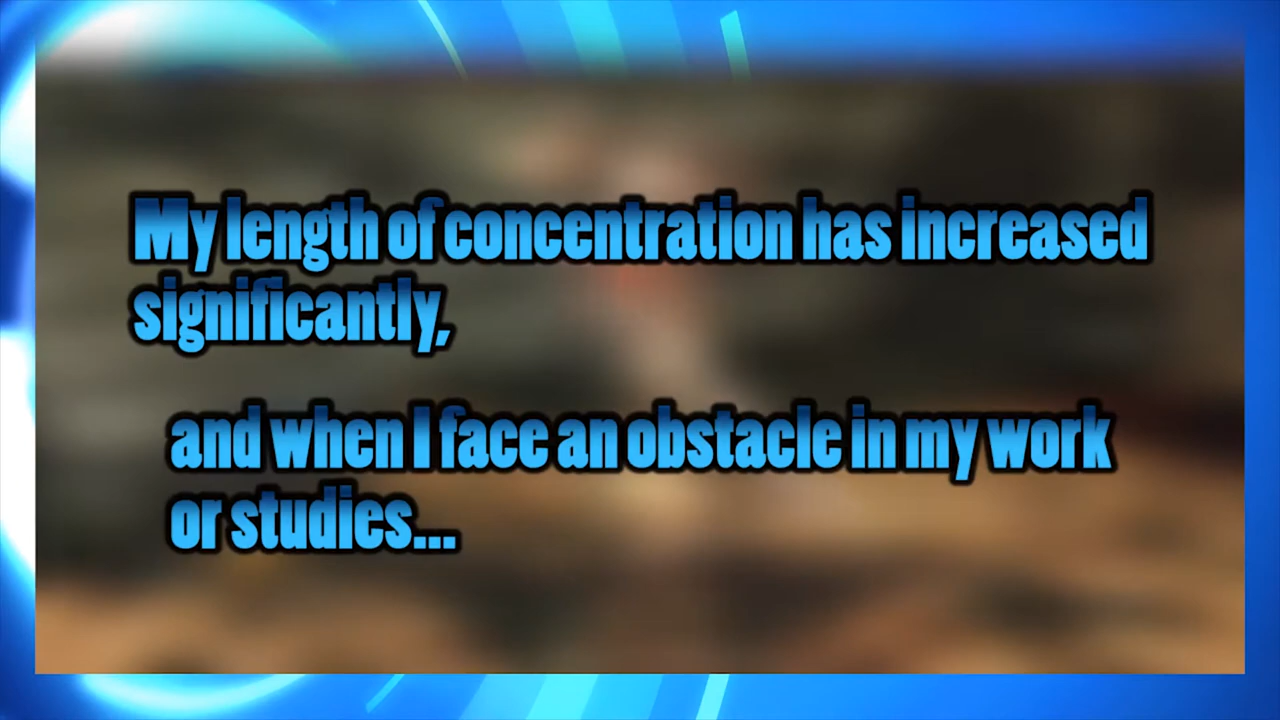 My length of concentration has increased
significantly,
and when I face an obstacle in my work
or studies...